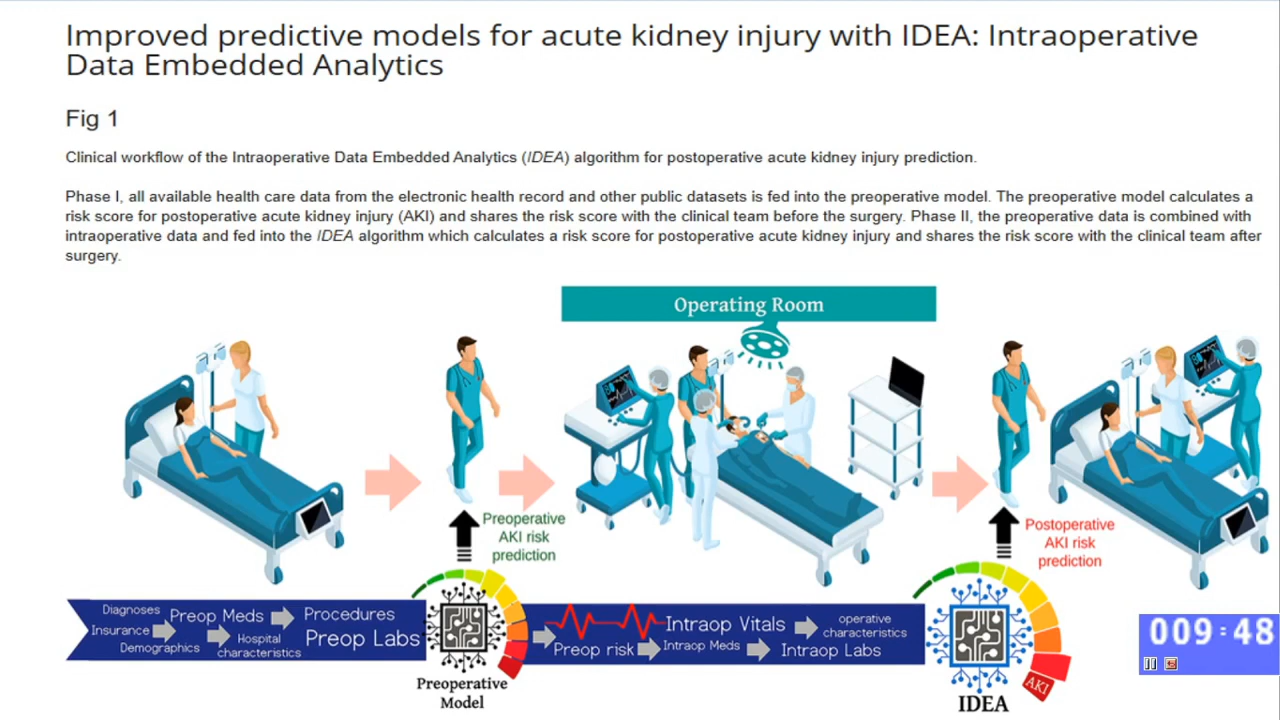 Improved predictive models for acute kidney injury with IDEA: Intraoperative
Data Embedded Analytics
Fig 1
Clinical workflow of the Intraoperative Data Embedded Analytics (IDEA) algorithm for postoperative acute kidney injury prediction.
Phase I, all available health care data from the electronic health record and other public datasets is fed into the preoperative model. The preoperative model calculates a
risk score for postoperative acute kidney injury (AKI) and shares the risk score with the clinical team before the surgery. Phase II, the preoperative data is combined with
intraoperative data and fed into the IDEA algorithm which calculates a risk score for postoperative acute kidney injury and shares the risk score with the clinical team after
surgery.
Operating Room
Preoperative
AKI risk
prediction
Postoperative
AKI risk
prediction
Diagnoses
Insurance
Demographics
Preop Meds
Hospital
characteristics
Procedures
Preop Labs
Preoperative
Model
Preop risk
Intraop Vitals
Intraop Meds
operative
characteristics
Intraop Labs
IDEA
AKI
009:48